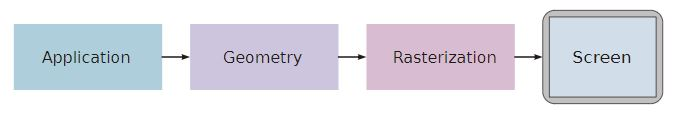 Application
Geometry
Rasterization
Screen